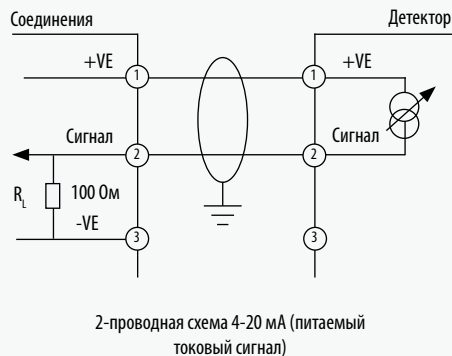 Соединения
Детектор
+VE
1
1
+VE
Сигнал
2
2
Сигнал
R_L
100 Ом
-VE
3
3
2-проводная схема 4-20 мА (питаемый
токовый сигнал)